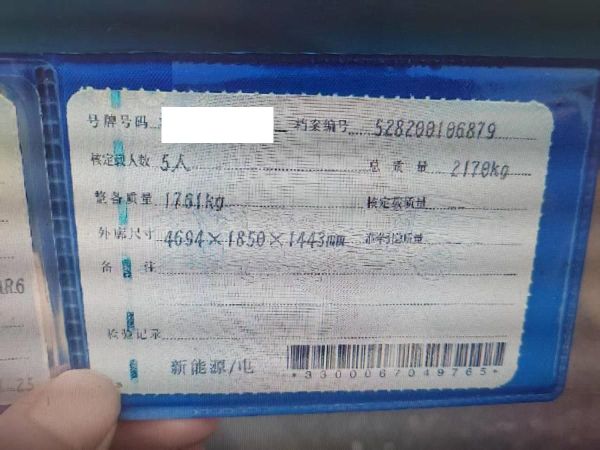 号牌号码 档案编号 528200106879
核定载人数 5人 总质量 2170kg
整备质量 1761kg 核定载质量
外廓尺寸 4694×1850×1443mm 准牵引总质量
备注
AR6
检验记录
新能源/电
*3300067049765*